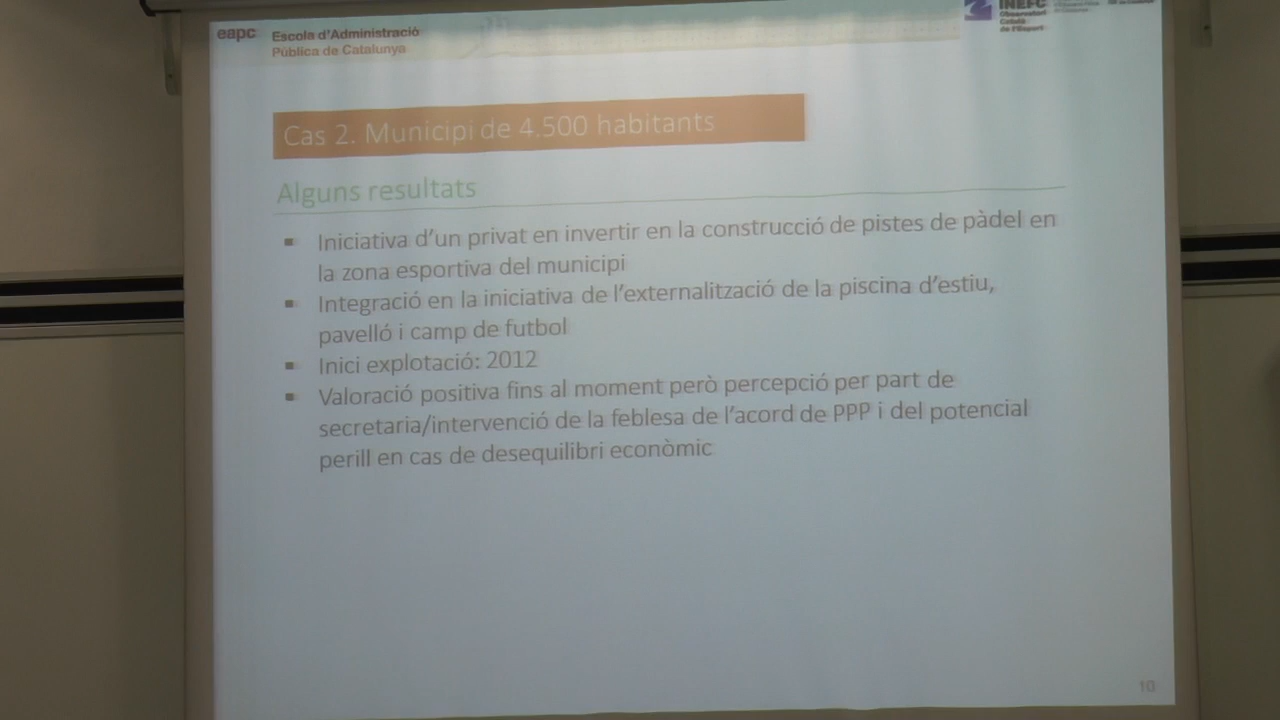 eapc
Escola d'Administració
Pública de Catalunya
INEFC
Observatori
Català
de l'Esport
Cas 2. Municipi de 4.500 habitants
Alguns resultats
▪ Iniciativa d'un privat en invertir en la construcció de pistes de pàdel en
la zona esportiva del municipi
▪ Integració en la iniciativa de l'externalització de la piscina d'estiu,
pavelló i camp de futbol
▪ Inici explotació: 2012
▪ Valoració positiva fins al moment però percepció per part de
secretaria/intervenció de la feblesa de l'acord de PPP i del potencial
perill en cas de desequilibri econòmic
10